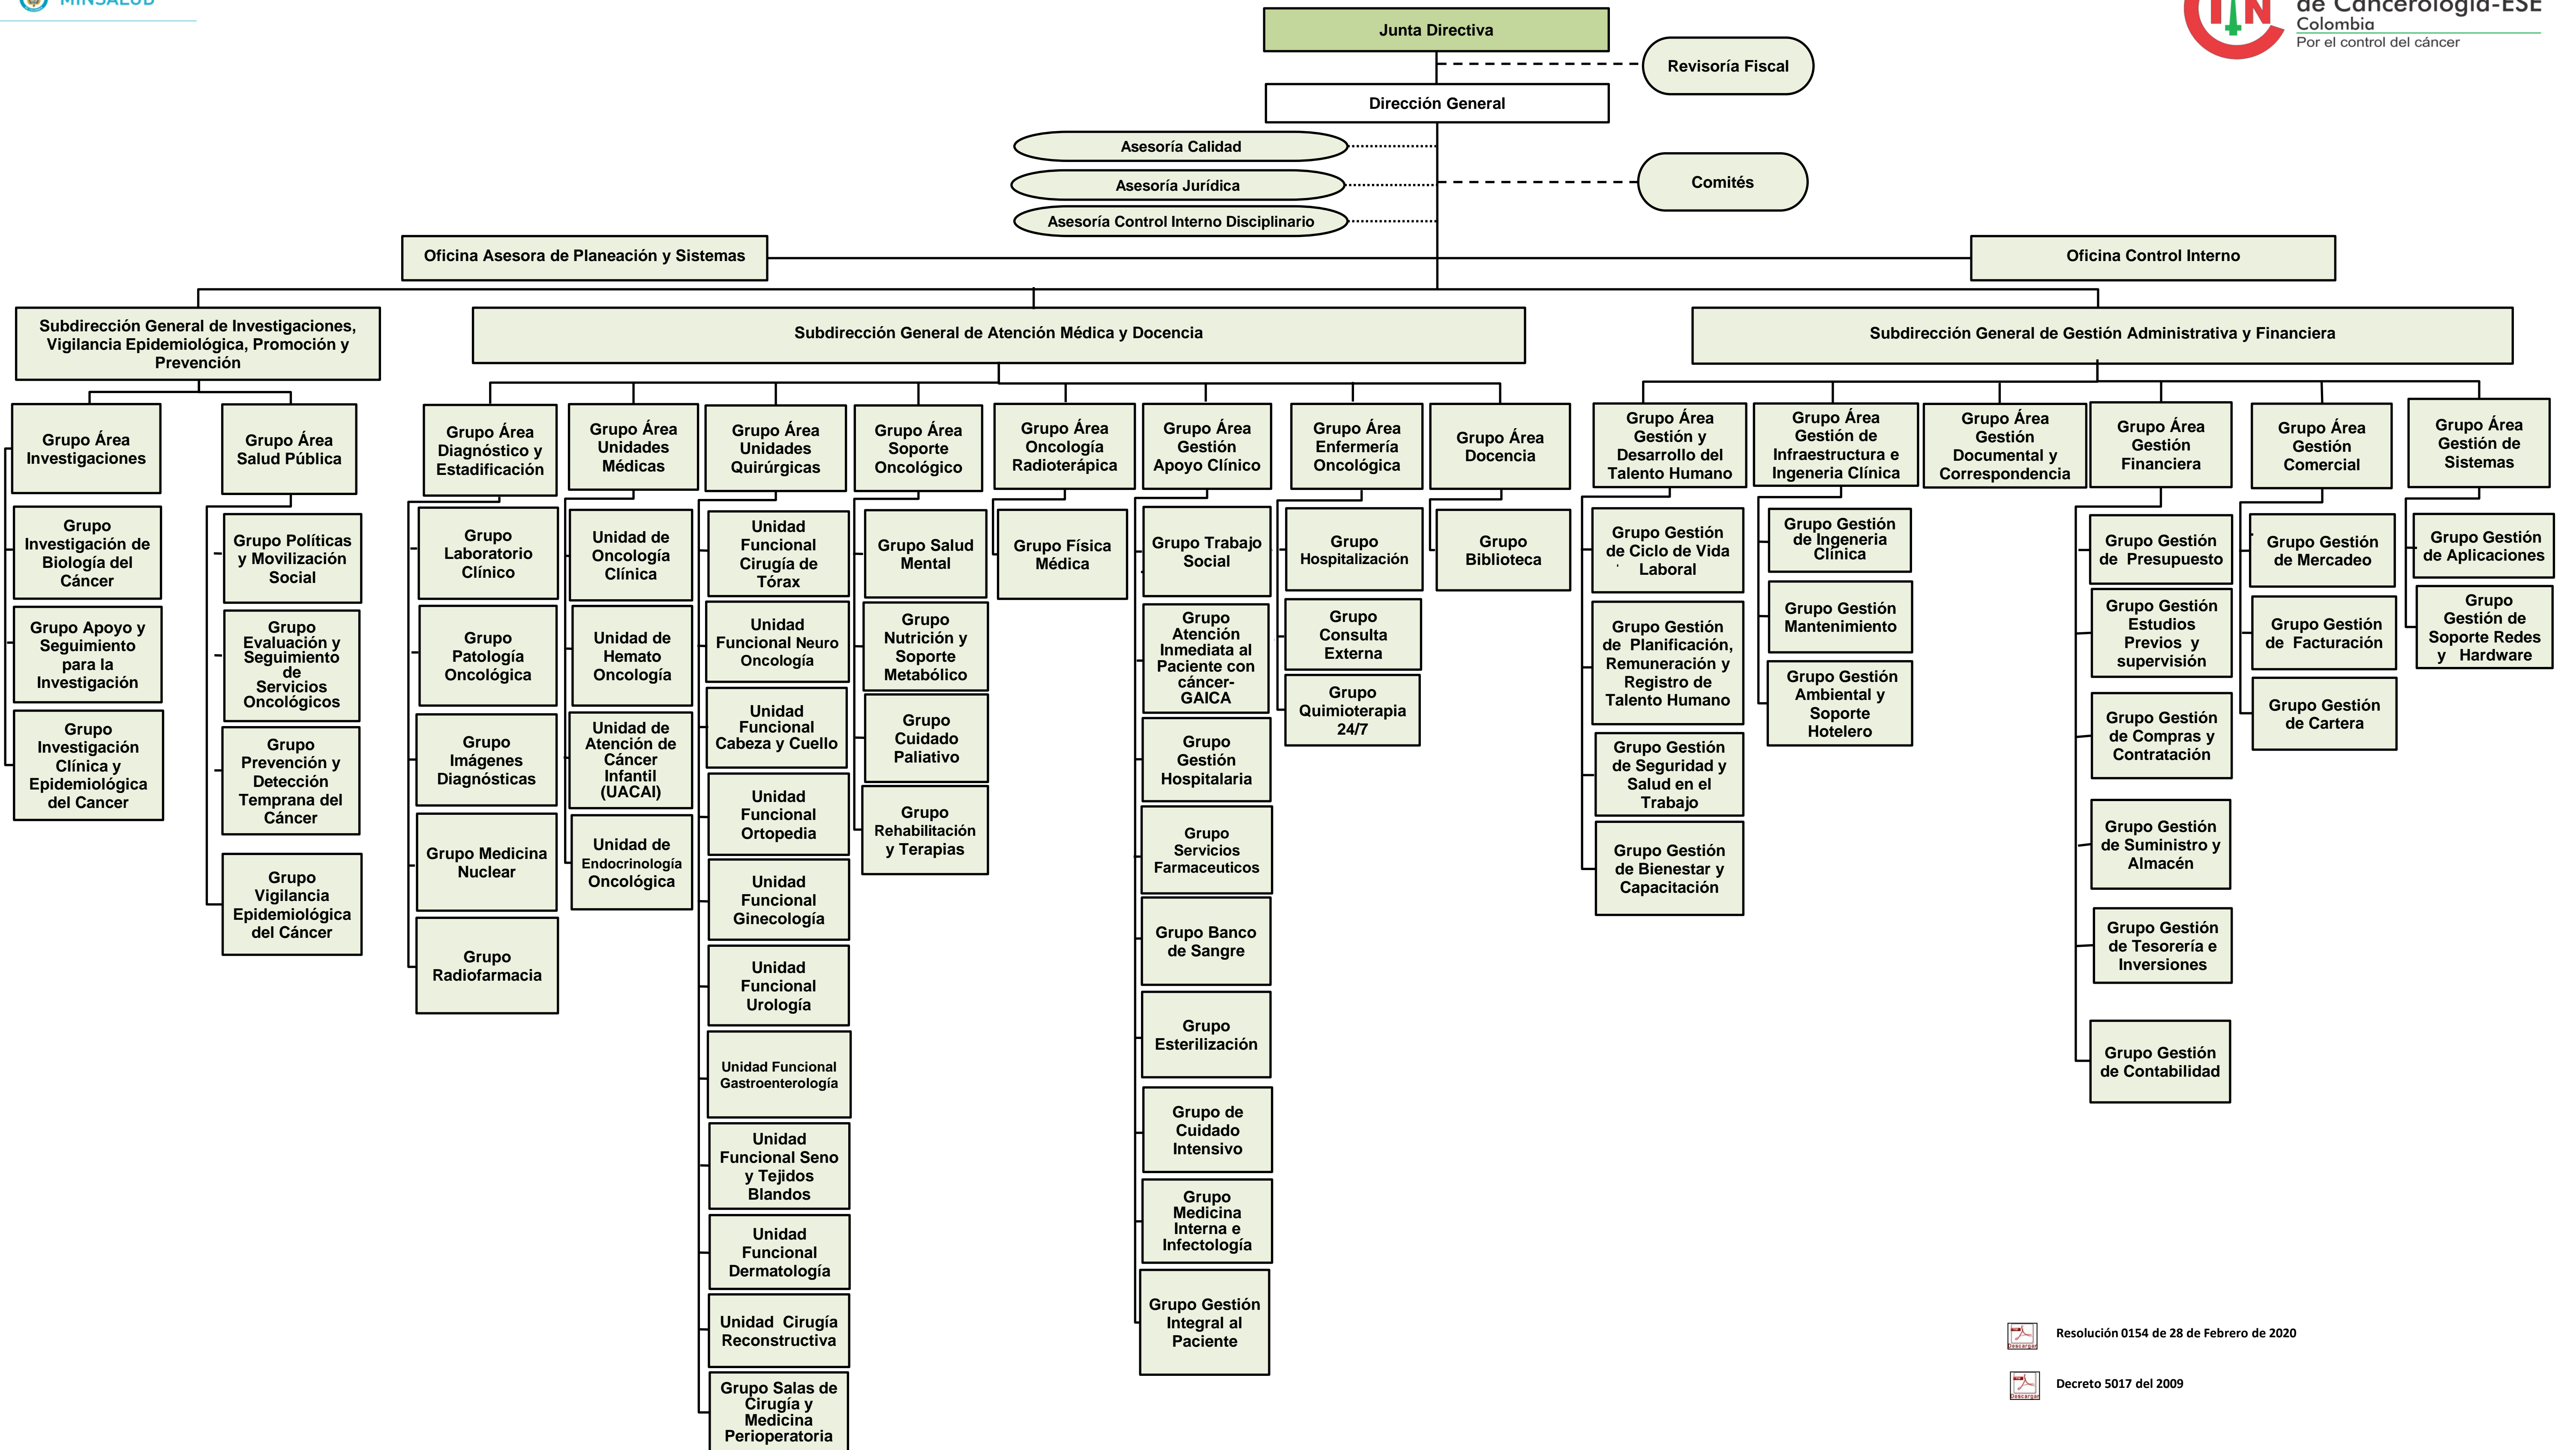 MINSALUD
de Cancerología-ESE
Colombia
Por el control del cáncer
Junta Directiva
Revisoría Fiscal
Dirección General
Asesoría Calidad
Asesoría Jurídica
Comités
Asesoría Control Interno Disciplinario
Oficina Asesora de Planeación y Sistemas
Oficina Control Interno
Subdirección General de Investigaciones,
Vigilancia Epidemiológica, Promoción y
Prevención
Subdirección General de Atención Médica y Docencia
Subdirección General de Gestión Administrativa y Financiera
Grupo Área
Investigaciones
Grupo
Investigación de
Biología del
Cáncer
Grupo Apoyo y
Seguimiento
para la
Investigación
Grupo
Investigación
Clínica y
Epidemiológica
del Cancer
Grupo Área
Salud Pública
Grupo Políticas
y Movilización
Social
Grupo
Evaluación y
Seguimiento
de
Servicios
Oncológicos
Grupo
Prevención y
Detección
Temprana del
Cáncer
Grupo
Vigilancia
Epidemiológica
del Cáncer
Grupo Área
Diagnóstico y
Estadificación
Grupo
Laboratorio
Clínico
Grupo
Patología
Oncológica
Grupo
Imágenes
Diagnósticas
Grupo Medicina
Nuclear
Grupo
Radiofarmacia
Grupo Área
Unidades
Médicas
Unidad de
Oncología
Clínica
Unidad de
Hemato
Oncología
Unidad de
Atención de
Cáncer
Infantil
(UACAI)
Unidad de
Endocrinología
Oncológica
Grupo Área
Unidades
Quirúrgicas
Unidad
Funcional
Cirugía de
Tórax
Unidad
Funcional Neuro
Oncología
Unidad
Funcional
Cabeza y Cuello
Unidad
Funcional
Ortopedia
Unidad
Funcional
Ginecología
Unidad
Funcional
Urología
Unidad Funcional
Gastroenterología
Unidad
Funcional Seno
y Tejidos
Blandos
Unidad
Funcional
Dermatología
Unidad Cirugía
Reconstructiva
Grupo Salas de
Cirugía y
Medicina
Perioperatoria
Grupo Área
Soporte
Oncológico
Grupo Salud
Mental
Grupo
Nutrición y
Soporte
Metabólico
Grupo
Cuidado
Paliativo
Grupo
Rehabilitación
y Terapias
Grupo Área
Oncología
Radioterápica
Grupo Física
Médica
Grupo Área
Gestión
Apoyo Clínico
Grupo Trabajo
Social
Grupo
Atención
Inmediata al
Paciente con
cáncer-
GAICA
Grupo
Gestión
Hospitalaria
Grupo
Servicios
Farmaceuticos
Grupo Banco
de Sangre
Grupo
Esterilización
Grupo de
Cuidado
Intensivo
Grupo
Medicina
Interna e
Infectología
Grupo Gestión
Integral al
Paciente
Grupo Área
Enfermería
Oncológica
Grupo
Hospitalización
Grupo
Consulta
Externa
Grupo
Quimioterapia
24/7
Grupo Área
Docencia
Grupo
Biblioteca
Grupo Área
Gestión y
Desarrollo del
Talento Humano
Grupo Gestión
de Ciclo de Vida
Laboral
Grupo Gestión
de Planificación,
Remuneración y
Registro de
Talento Humano
Grupo Gestión
de Seguridad y
Salud en el
Trabajo
Grupo Gestión
de Bienestar y
Capacitación
Grupo Área
Gestión de
Infraestructura e
Ingeneria Clínica
Grupo Gestión
de Ingeneria
Clínica
Grupo Gestión
Mantenimiento
Grupo Gestión
Ambiental y
Soporte
Hotelero
Grupo Área
Gestión
Documental y
Correspondencia
Grupo Área
Gestión
Financiera
Grupo Gestión
de Presupuesto
Grupo Gestión
Estudios
Previos y
supervisión
Grupo Gestión
de Compras y
Contratación
Grupo Gestión
de Suministro y
Almacén
Grupo Gestión
de Tesorería e
Inversiones
Grupo Gestión
de Contabilidad
Grupo Área
Gestión
Comercial
Grupo Gestión
de Mercadeo
Grupo Gestión
de Facturación
Grupo Gestión
de Cartera
Grupo Área
Gestión de
Sistemas
Grupo Gestión
de Aplicaciones
Grupo
Gestión de
Soporte Redes
y Hardware
Descargar
Resolución 0154 de 28 de Febrero de 2020
Descargar
Decreto 5017 del 2009